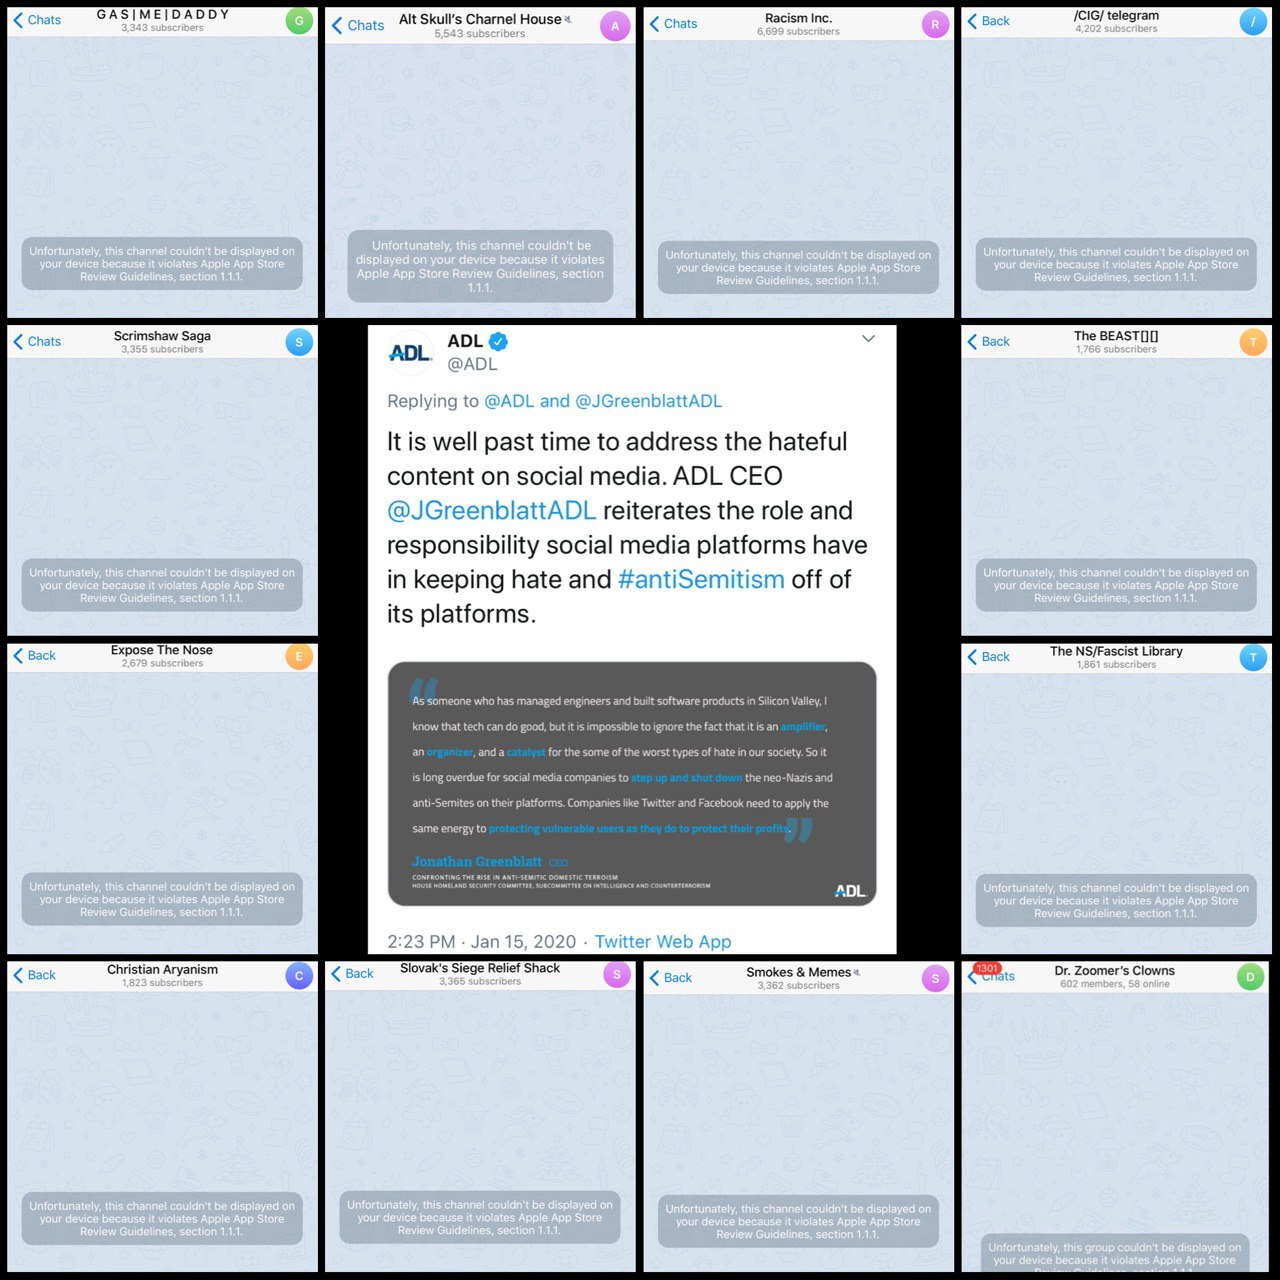 Chats
G A S | M E | D A D D Y
3,343 subscribers
G
Unfortunately, this channel couldn't be displayed on
your device because it violates Apple App Store
Review Guidelines, section 1.1.1.
Chats
Alt Skull's Charnel House
5,543 subscribers
A
Unfortunately, this channel couldn't be
displayed on your device because it violates
Apple App Store Review Guidelines, section
1.1.1.
Chats
Racism Inc.
6,699 subscribers
R
Unfortunately, this channel couldn't be displayed on
your device because it violates Apple App Store
Review Guidelines, section 1.1.1.
Back
/CIG/ telegram
4,202 subscribers
/
Unfortunately, this channel couldn't be displayed on
your device because it violates Apple App Store
Review Guidelines, section 1.1.1.
Chats
Scrimshaw Saga
3,355 subscribers
S
Unfortunately, this channel couldn't be displayed on
your device because it violates Apple App Store
Review Guidelines, section 1.1.1.
ADL
ADL
@ADL
Replying to @ADL and @JGreenblattADL
It is well past time to address the hateful
content on social media. ADL CEO
@JGreenblattADL reiterates the role and
responsibility social media platforms have
in keeping hate and #antiSemitism off of
its platforms.
“
As someone who has managed engineers and built software products in Silicon Valley, I
know that tech can do good, but it is impossible to ignore the fact that it is an amplifier,
an organizer, and a catalyst for the some of the worst types of hate in our society. So it
is long overdue for social media companies to step up and shut down the neo-Nazis and
anti-Semites on their platforms. Companies like Twitter and Facebook need to apply the
same energy to protecting vulnerable users as they do to protect their profits.
”
Jonathan Greenblatt CEO
CONFRONTING THE RISE IN ANTI-SEMITIC DOMESTIC TERROISM
HOUSE HOMELAND SECURITY COMMITTEE, SUBCOMMITTEE ON INTELLIGENCE AND COUNTERTERRORISM
ADL
2:23 PM · Jan 15, 2020 · Twitter Web App
Back
The BEAST[][]
1,766 subscribers
T
Unfortunately, this channel couldn't be displayed on
your device because it violates Apple App Store
Review Guidelines, section 1.1.1.
Back
Expose The Nose
2,679 subscribers
E
Unfortunately, this channel couldn't be displayed on
your device because it violates Apple App Store
Review Guidelines, section 1.1.1.
Back
The NS/Fascist Library
1,861 subscribers
T
Unfortunately, this channel couldn't be displayed on
your device because it violates Apple App Store
Review Guidelines, section 1.1.1.
Back
Christian Aryanism
1,823 subscribers
C
Unfortunately, this channel couldn't be displayed on
your device because it violates Apple App Store
Review Guidelines, section 1.1.1.
Back
Slovak's Siege Relief Shack
3,365 subscribers
S
Unfortunately, this channel couldn't be displayed on
your device because it violates Apple App Store
Review Guidelines, section 1.1.1.
Back
Smokes & Memes
3,362 subscribers
S
Unfortunately, this channel couldn't be displayed on
your device because it violates Apple App Store
Review Guidelines, section 1.1.1.
1301
Chats
Dr. Zoomer's Clowns
602 members, 58 online
D
Unfortunately, this group couldn't be displayed on
your device because it violates Apple App Store
Review Guidelines, section 1.1.1.